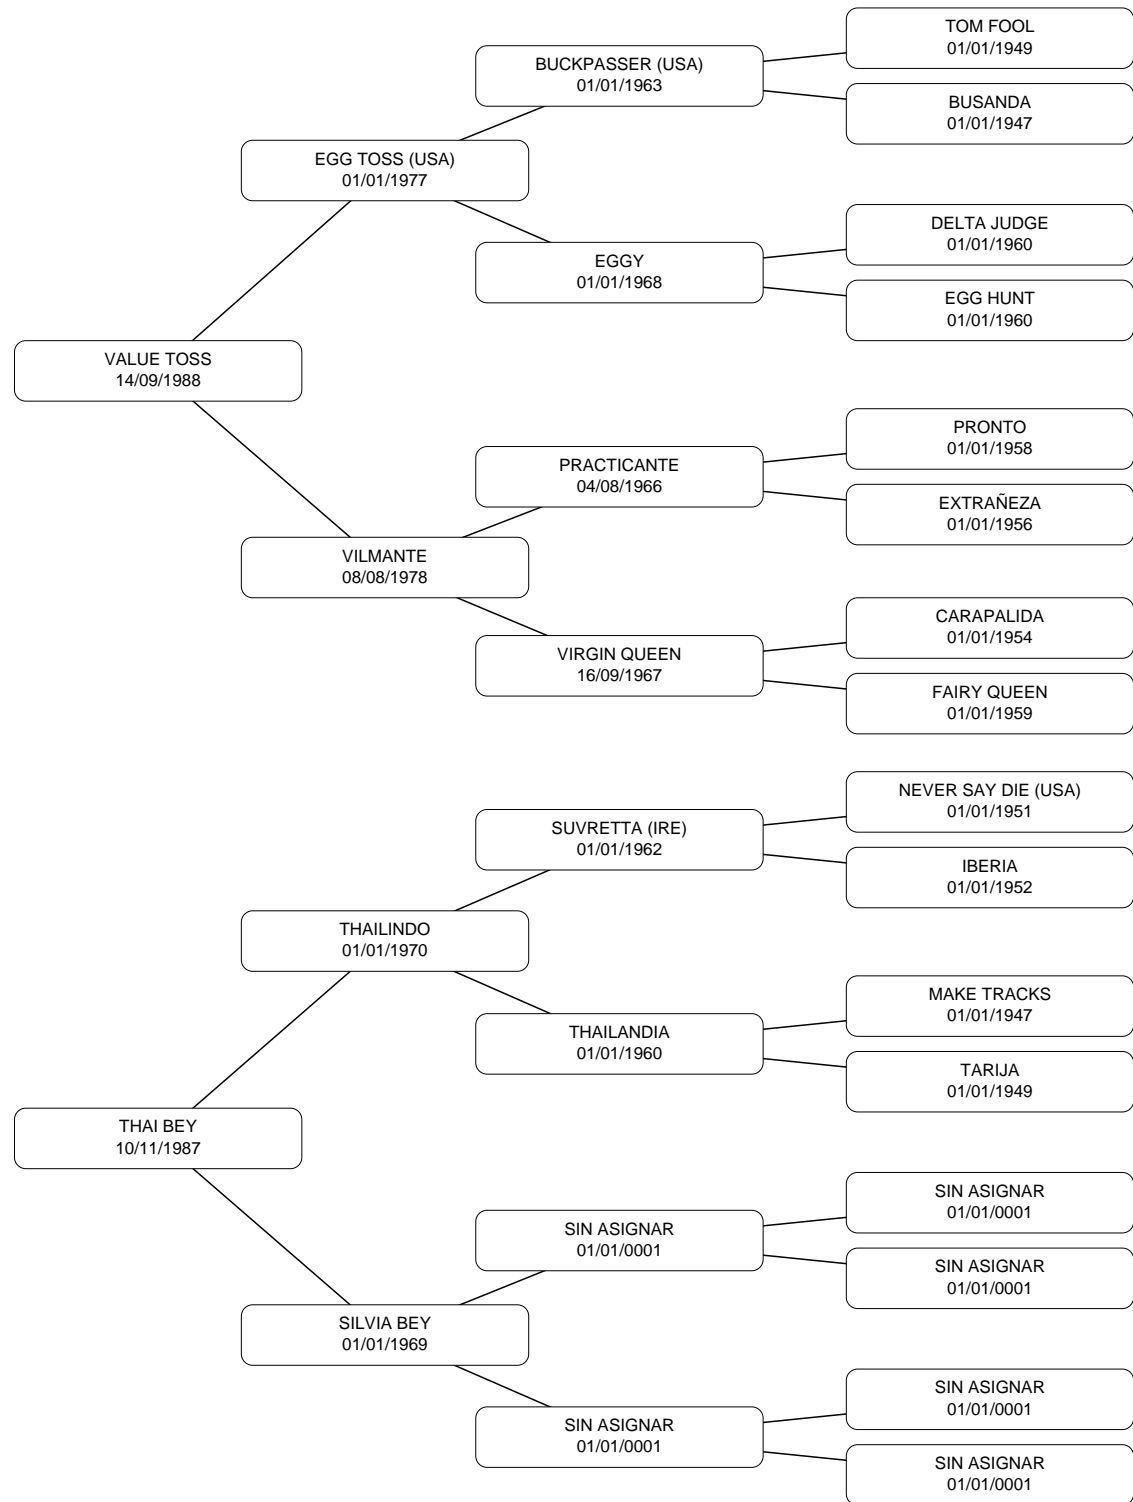 TOM FOOL
01/01/1949
BUCKPASSER (USA)
01/01/1963
BUSANDA
01/01/1947
EGG TOSS (USA)
01/01/1977
DELTA JUDGE
01/01/1960
EGGY
01/01/1968
EGG HUNT
01/01/1960
VALUE TOSS
14/09/1988
PRONTO
01/01/1958
PRACTICANTE
04/08/1966
EXTRAÑEZA
01/01/1956
VILMANTE
08/08/1978
CARAPALIDA
01/01/1954
VIRGIN QUEEN
16/09/1967
FAIRY QUEEN
01/01/1959
NEVER SAY DIE (USA)
01/01/1951
SUVRETTA (IRE)
01/01/1962
IBERIA
01/01/1952
THAILINDO
01/01/1970
MAKE TRACKS
01/01/1947
THAILANDIA
01/01/1960
TARIJA
01/01/1949
THAI BEY
10/11/1987
SIN ASIGNAR
01/01/0001
SIN ASIGNAR
01/01/0001
SIN ASIGNAR
01/01/0001
SILVIA BEY
01/01/1969
SIN ASIGNAR
01/01/0001
SIN ASIGNAR
01/01/0001
SIN ASIGNAR
01/01/0001